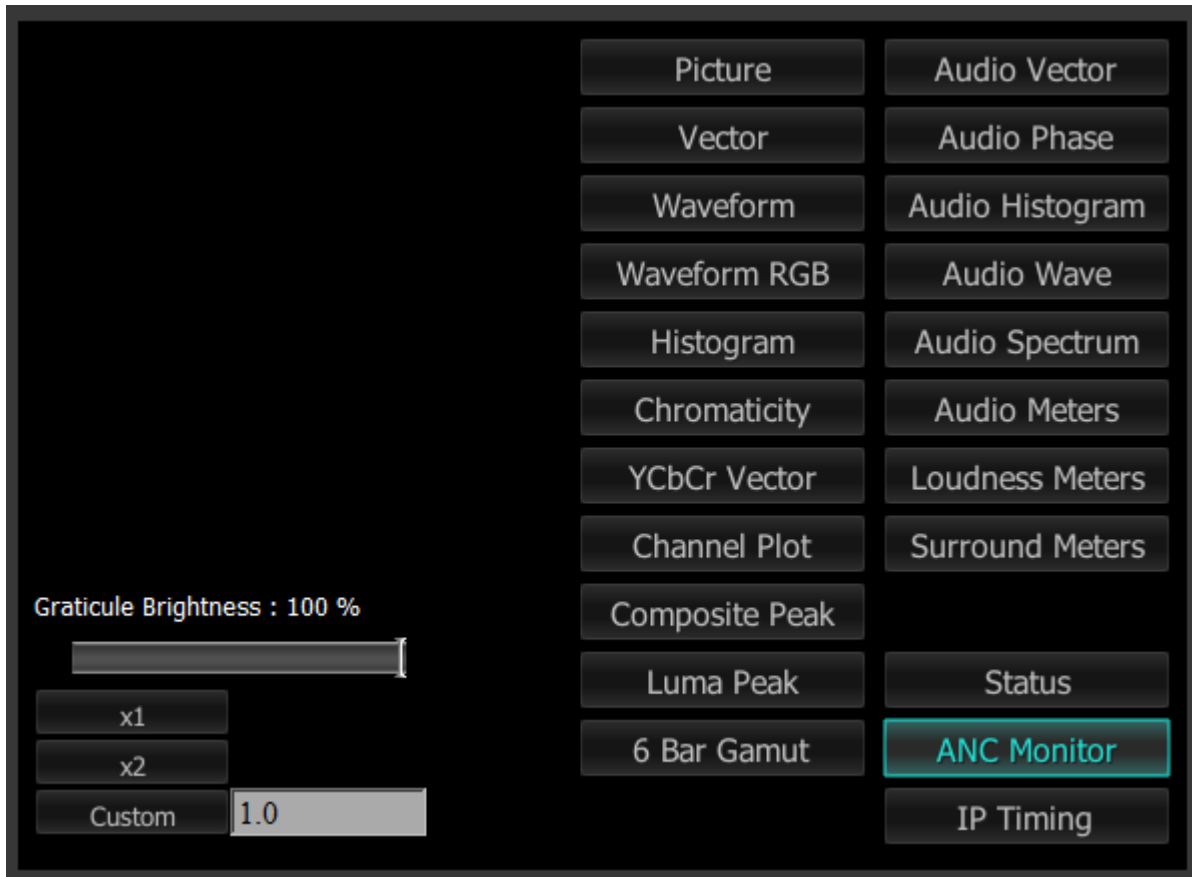 Picture
Audio Vector
Vector
Audio Phase
Waveform
Audio Histogram
Waveform RGB
Audio Wave
Histogram
Audio Spectrum
Chromaticity
Audio Meters
YCbCr Vector
Loudness Meters
Channel Plot
Surround Meters
Graticule Brightness : 100 %
Composite Peak
Luma Peak
Status
x1
6 Bar Gamut
ANC Monitor
x2
Custom
1.0
IP Timing